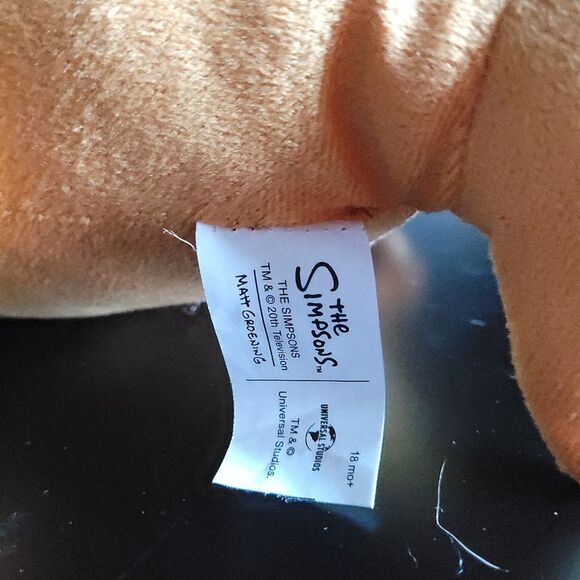 THE
SIMPSONS™
THE SIMPSONS
TM & © 20th Television
MATT GROENING
18 mo+
UNIVERSAL STUDIOS
TM & ©
Universal Studios.